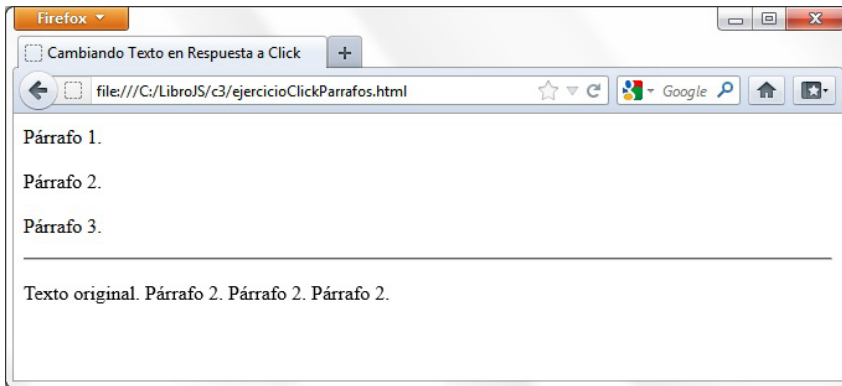 Firefox
Cambiando Texto en Respuesta a Click
file:///C:/LibroJS/c3/ejercicioClickParrafos.html
Google
Párrafo 1.
Párrafo 2.
Párrafo 3.
Texto original. Párrafo 2. Párrafo 2. Párrafo 2.